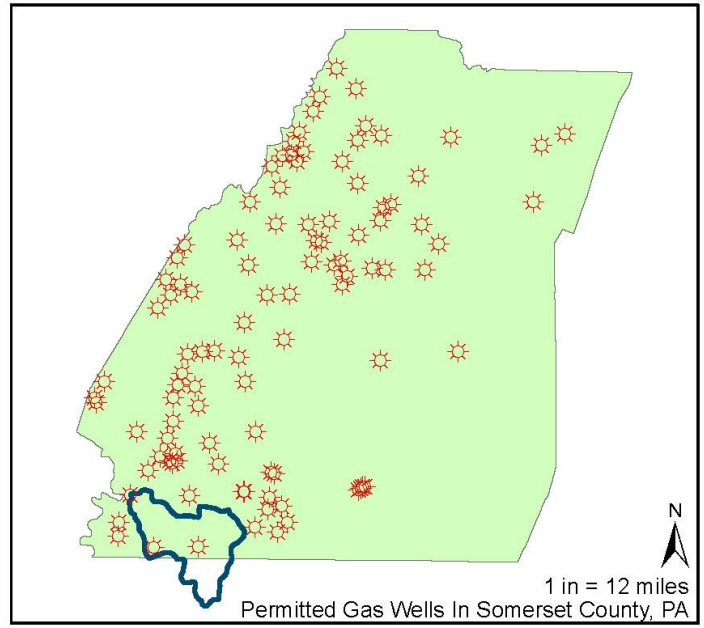 N
1 in = 12 miles
Permitted Gas Wells In Somerset County, PA